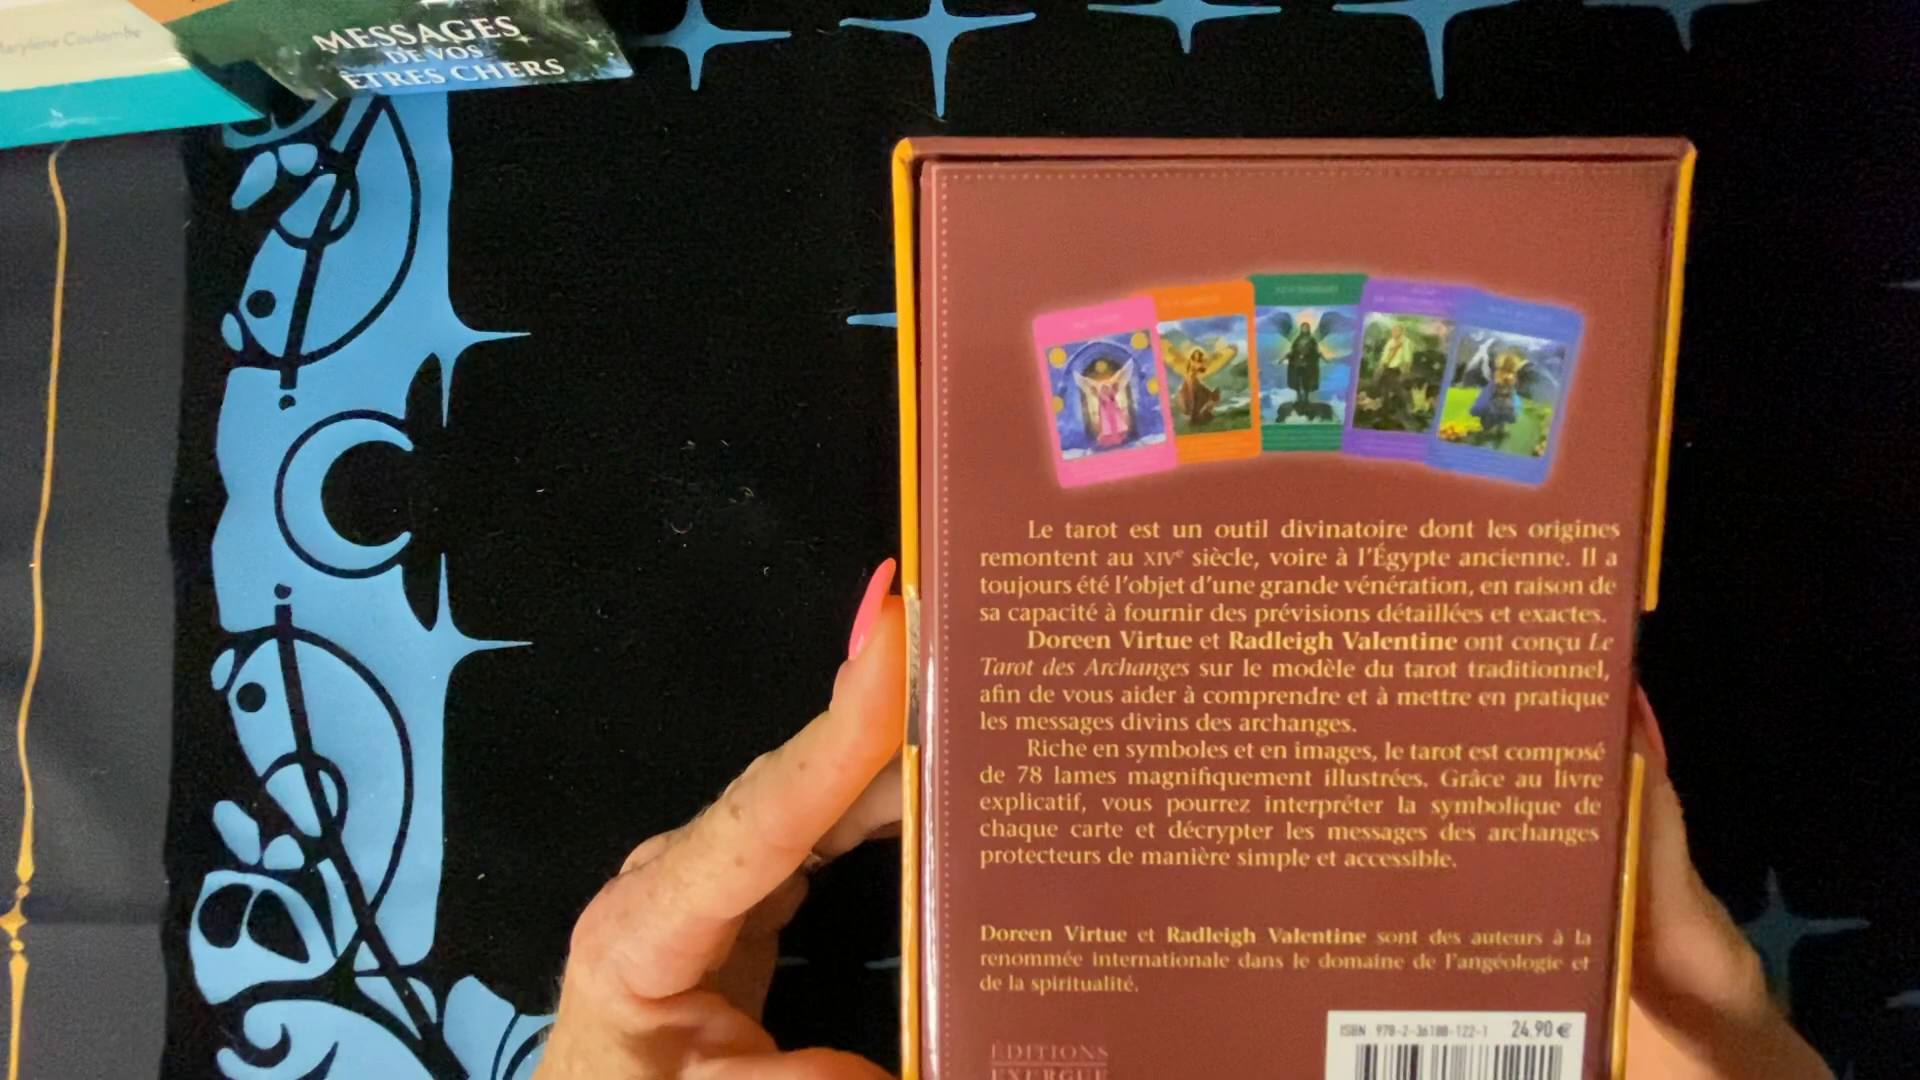 Marylène Coulombe
MESSAGES
DE VOS
ÊTRES CHERS
Le tarot est un outil divinatoire dont les origines
remontent au XIVe siècle, voire à l'Égypte ancienne. Il a
toujours été l'objet d'une grande vénération, en raison de
sa capacité à fournir des prévisions détaillées et exactes.
Doreen Virtue et Radleigh Valentine ont conçu Le
Tarot des Archanges sur le modèle du tarot traditionnel,
afin de vous aider à comprendre et à mettre en pratique
les messages divins des archanges.
Riche en symboles et en images, le tarot est composé
de 78 lames magnifiquement illustrées. Grâce au livre
explicatif, vous pourrez interpréter la symbolique de
chaque carte et décrypter les messages des archanges
protecteurs de manière simple et accessible.
Doreen Virtue et Radleigh Valentine sont des auteurs à la
renommée internationale dans le domaine de l'angéologie et
de la spiritualité.
ISBN 978-2-36188-122-1 24.90 €
ÉDITIONS
EXERGUE